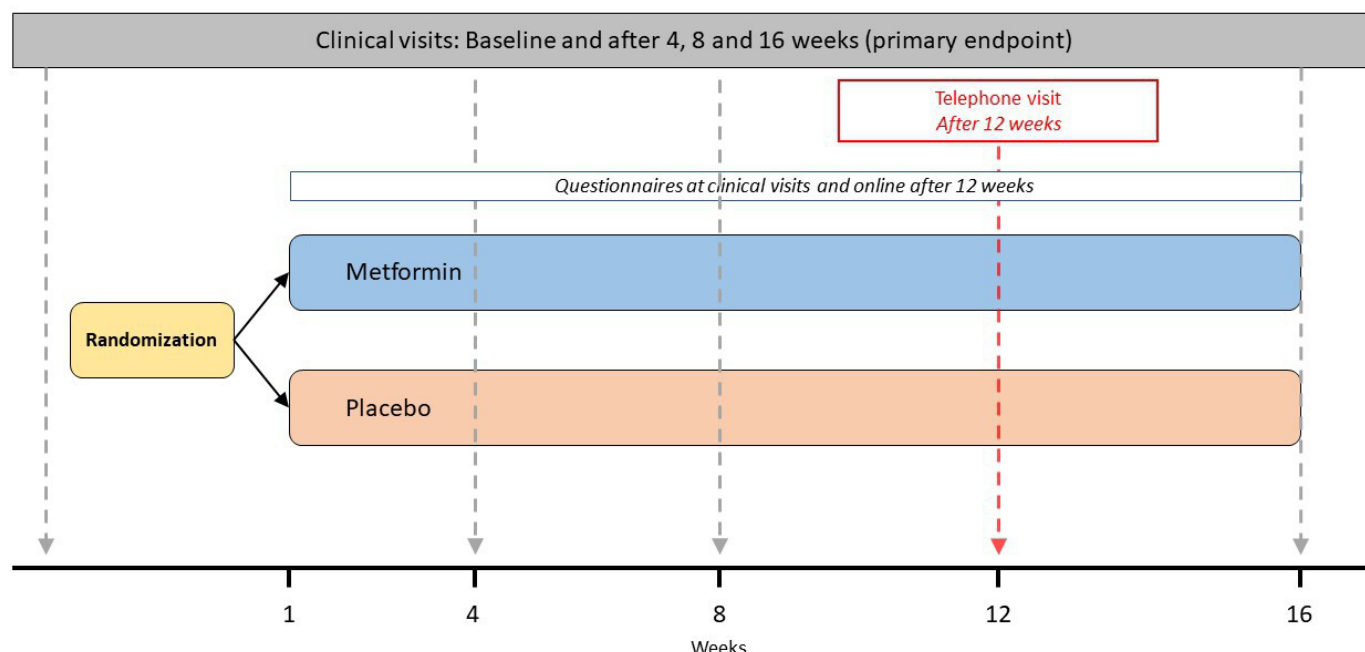 Clinical visits: Baseline and after 4, 8 and 16 weeks (primary endpoint)
Telephone visit
After 12 weeks
Questionnaires at clinical visits and online after 12 weeks
Metformin
Randomization
Placebo
1 4 8 12 16
Weeks